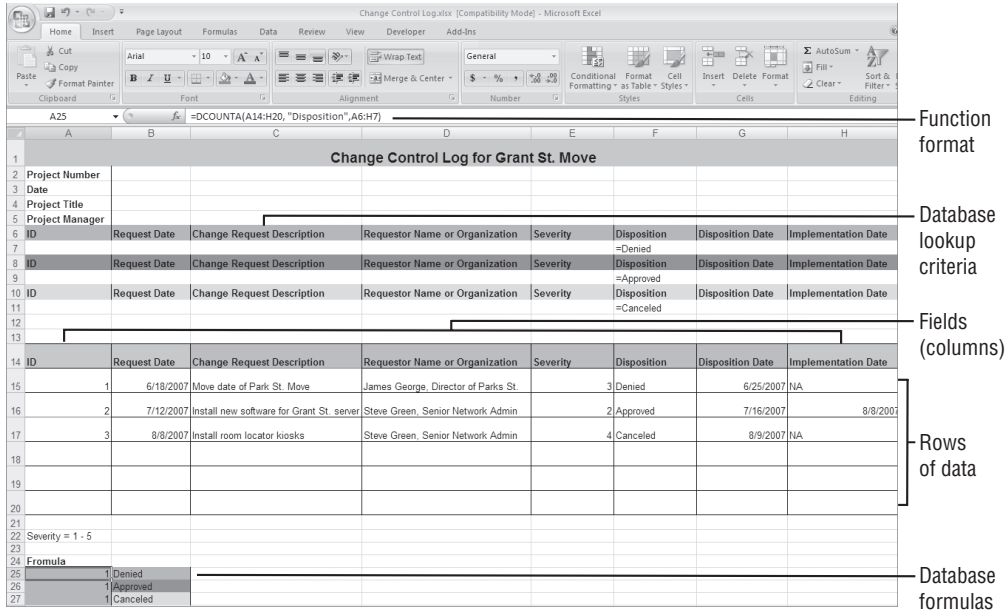 Change Control Log.xlsx [Compatibility Mode] - Microsoft Excel
Home Insert Page Layout Formulas Data Review View Developer Add-Ins
Paste
Cut
Copy
Format Painter
Clipboard
Arial 10
B I U
Font
Wrap Text
Merge & Center
Alignment
General
$ % ,
Number
Conditional Formatting
Format as Table
Cell Styles
Styles
Insert Delete Format
Cells
Σ AutoSum
Fill
Clear
Sort & Filter
Editing
A25 fx =DCOUNTA(A14:H20, "Disposition",A6:H7)
Function format
A B C D E F G H
1 Change Control Log for Grant St. Move
2 Project Number
3 Date
4 Project Title
5 Project Manager
6 ID Request Date Change Request Description Requestor Name or Organization Severity Disposition Disposition Date Implementation Date
7 =Denied
8 ID Request Date Change Request Description Requestor Name or Organization Severity Disposition Disposition Date Implementation Date
9 =Approved
10 ID Request Date Change Request Description Requestor Name or Organization Severity Disposition Disposition Date Implementation Date
11 =Canceled
12
13
Database lookup criteria
Fields (columns)
14 ID Request Date Change Request Description Requestor Name or Organization Severity Disposition Disposition Date Implementation Date
15 1 6/18/2007 Move date of Park St. Move James George, Director of Parks St. 3 Denied 6/25/2007 NA
16 2 7/12/2007 Install new software for Grant St. server Steve Green, Senior Network Admin 2 Approved 7/16/2007 8/8/2007
17 3 8/8/2007 Install room locator kiosks Steve Green, Senior Network Admin 4 Canceled 8/9/2007 NA
18
19
20
Rows of data
21
22 Severity = 1 - 5
23
24 Fromula
25 1 Denied
26 1 Approved
27 1 Canceled
Database formulas